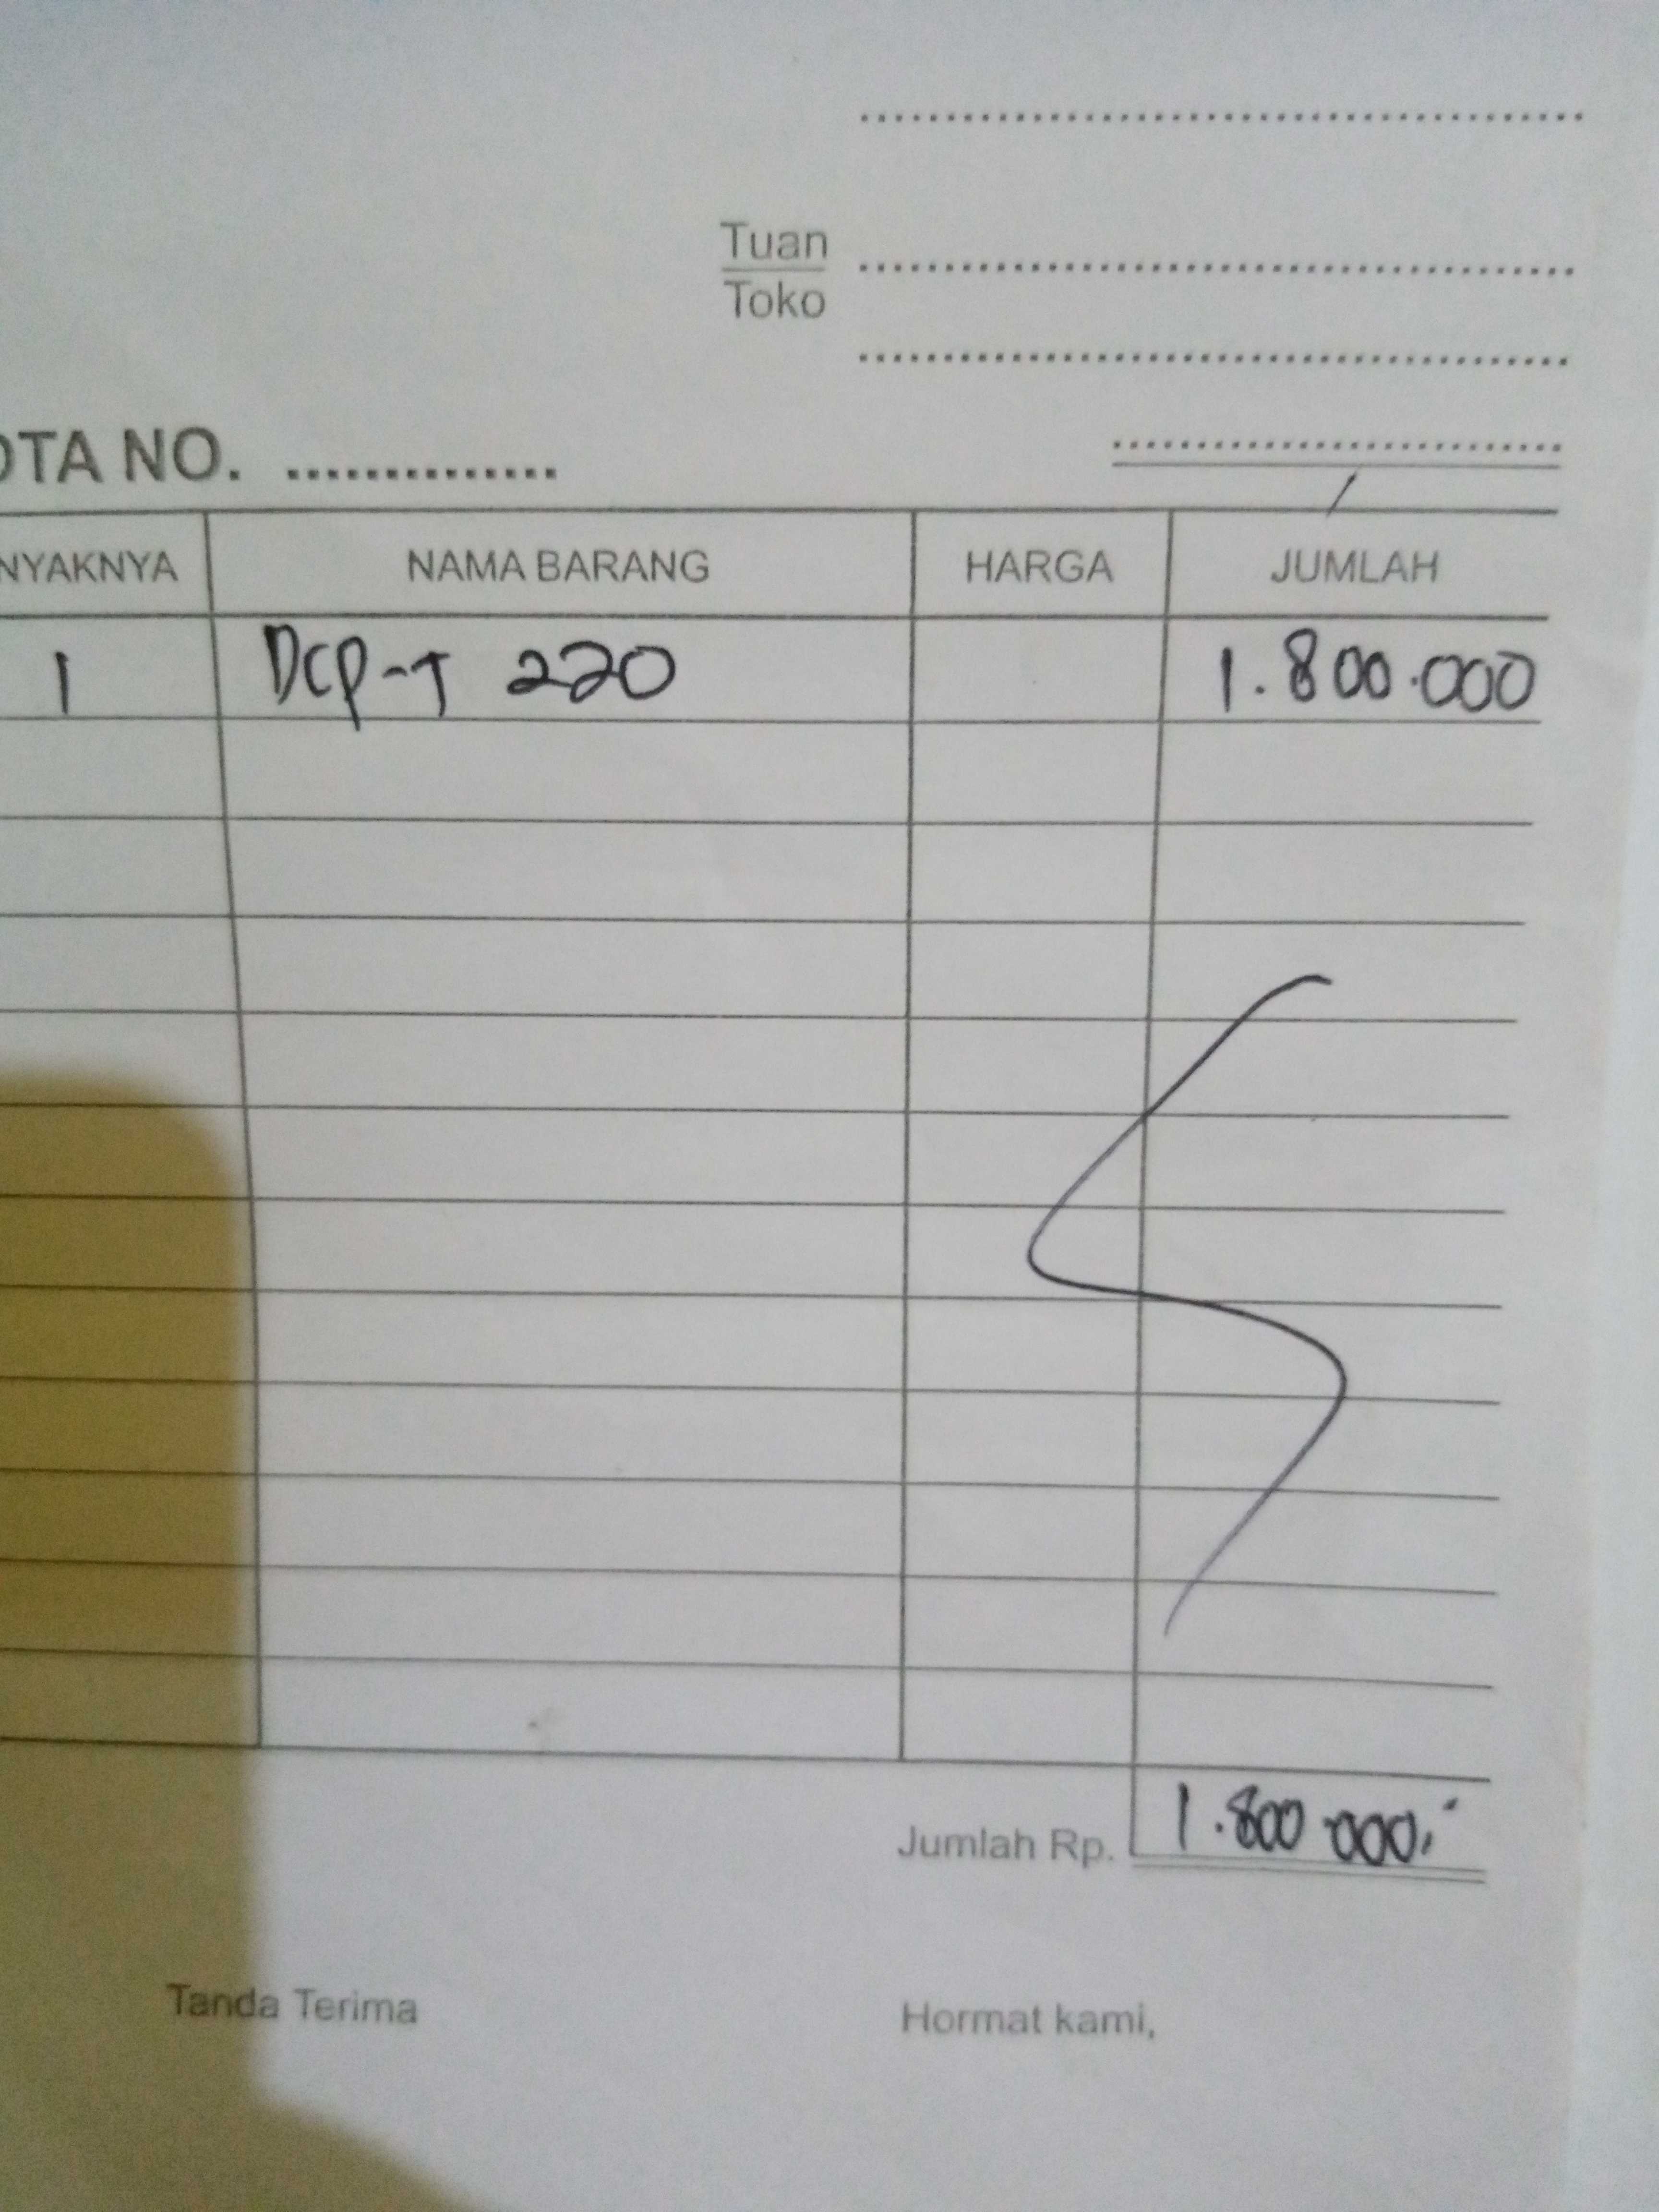 Tuan
Toko
OTA NO. ..............
NYAKNYA NAMA BARANG HARGA JUMLAH
1 DCP-T 220 1.800.000
Jumlah Rp. 1.800.000,-
Tanda Terima Hormat kami,